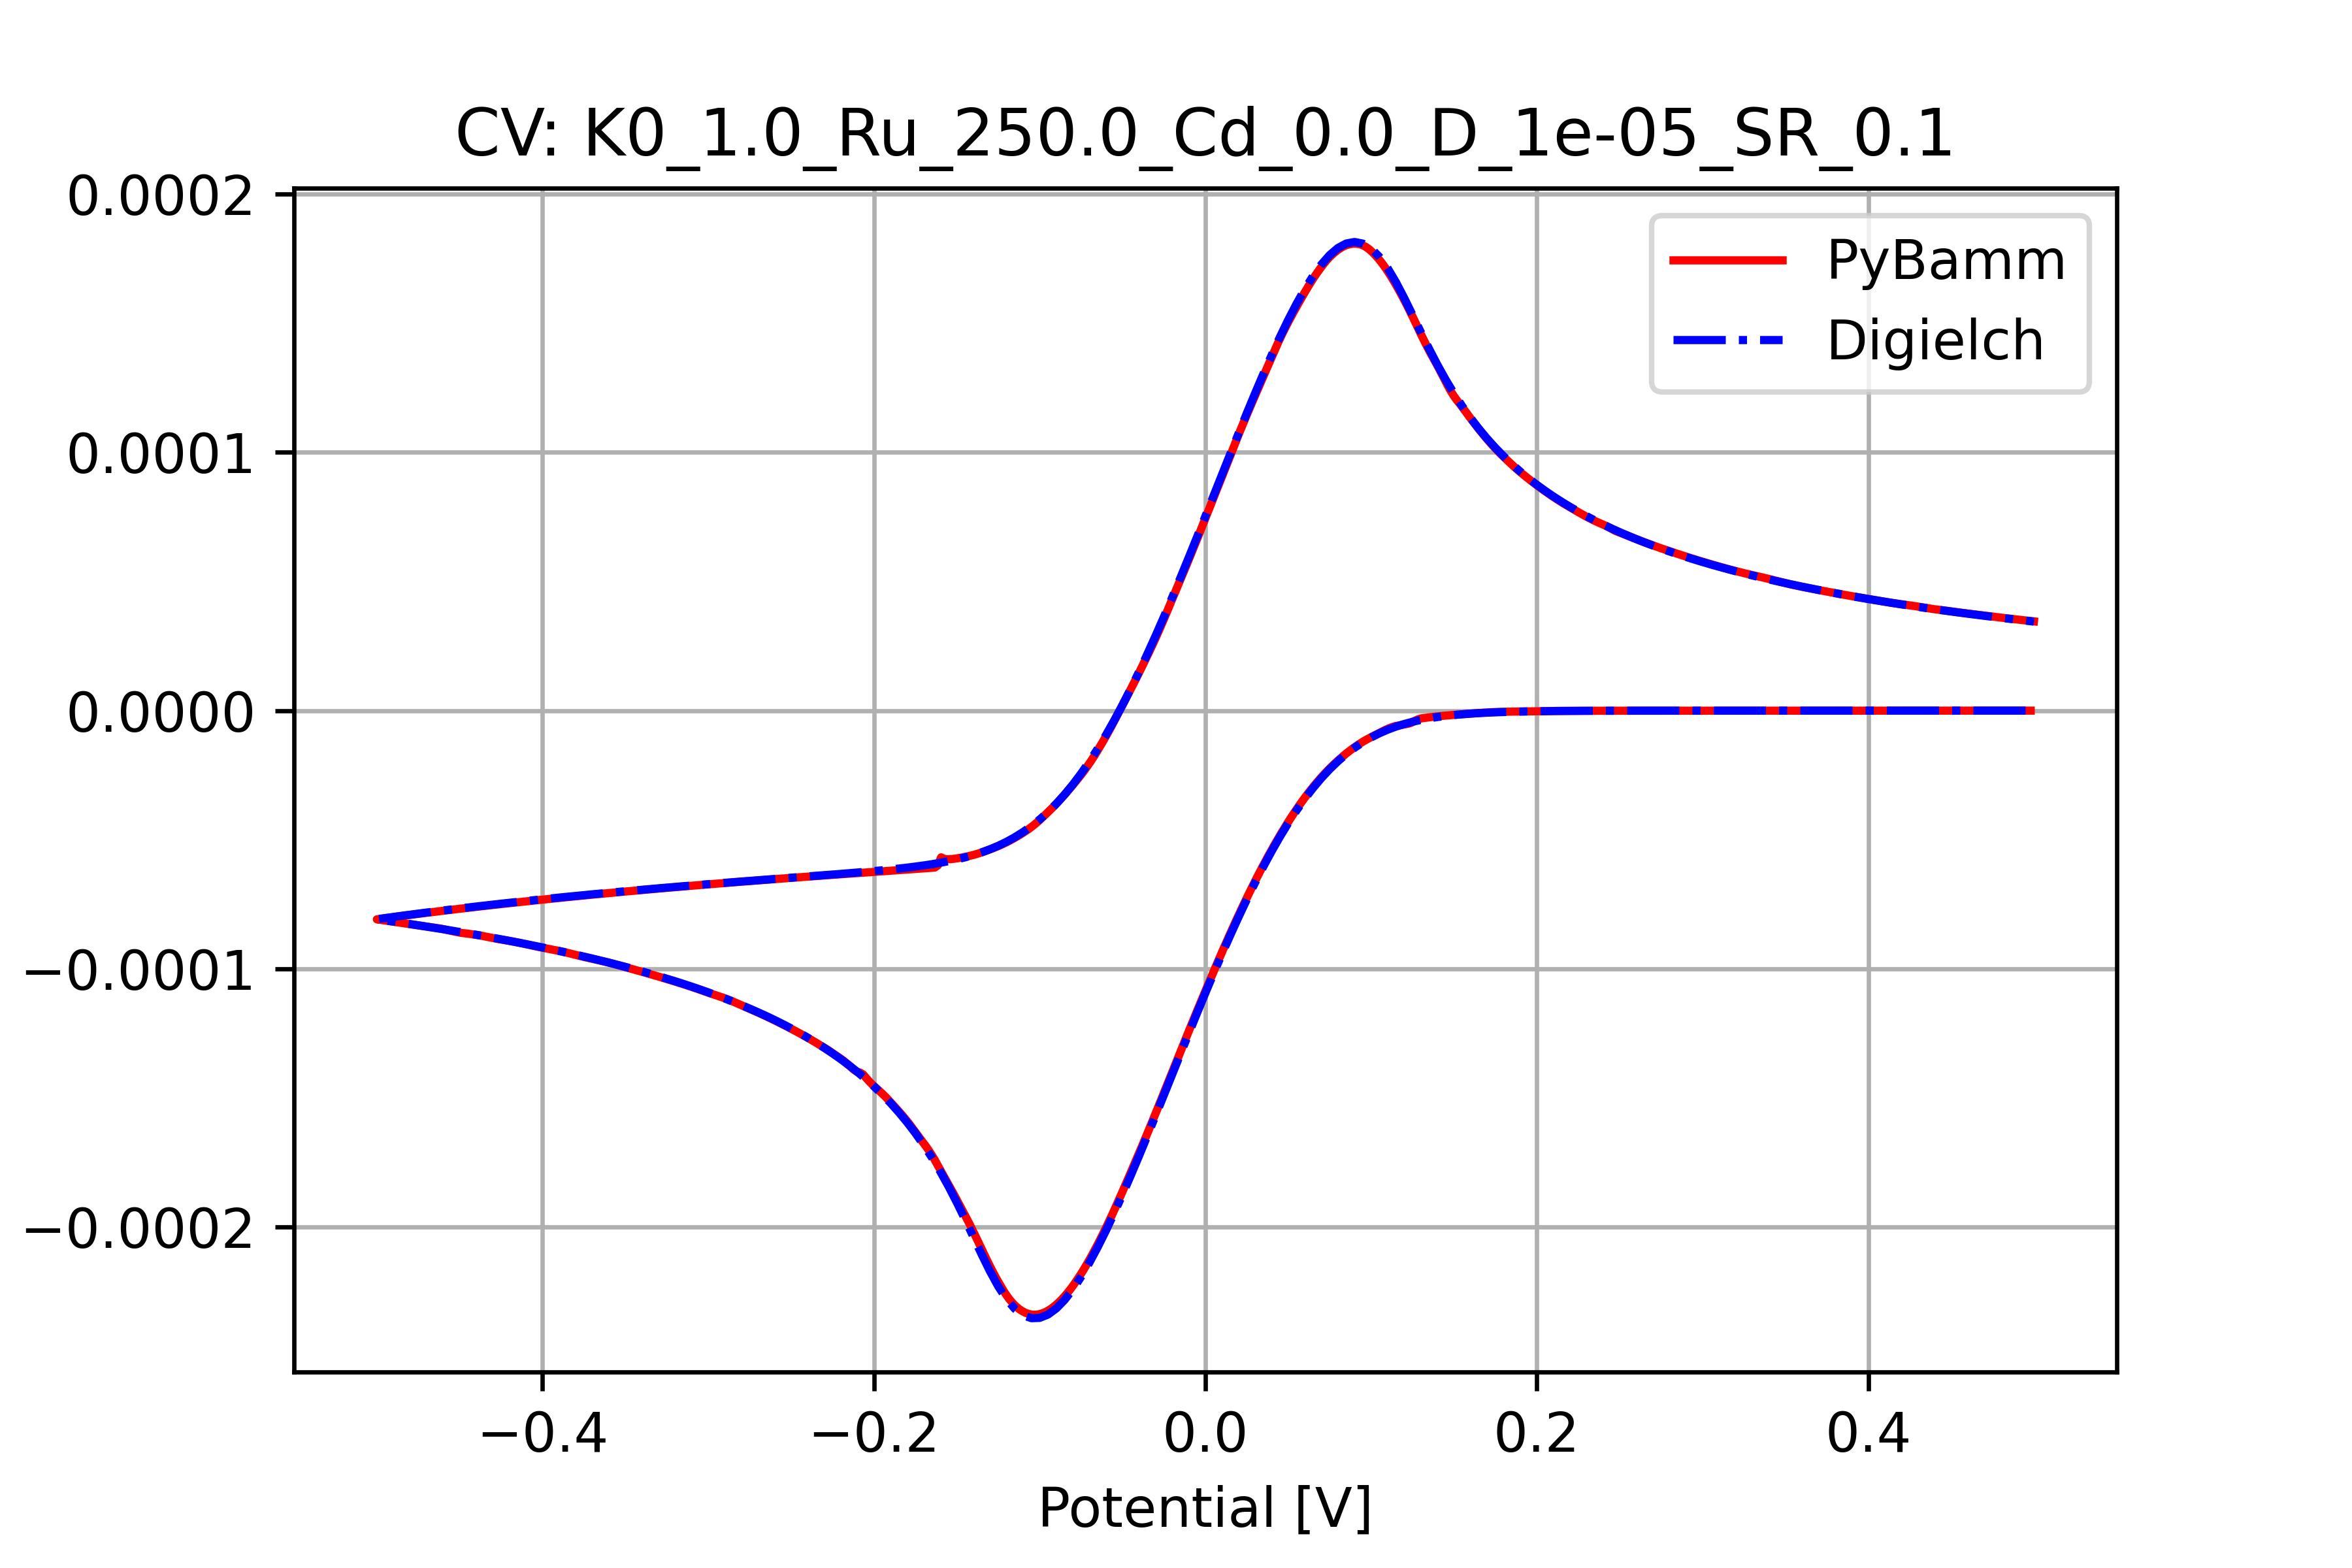 CV: K0_1.0_Ru_250.0_Cd_0.0_D_1e-05_SR_0.1
0.0002
0.0001
0.0000
−0.0001
−0.0002
PyBamm
Digielch
−0.4 −0.2 0.0 0.2 0.4
Potential [V]